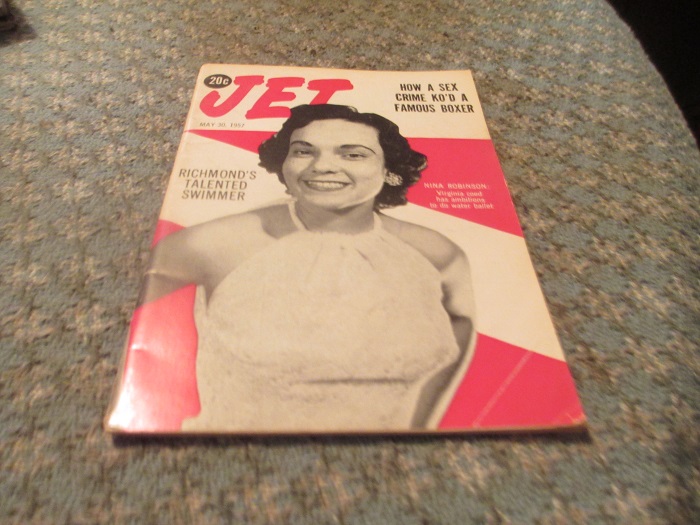 20c
JET
HOW A SEX
CRIME KO'D A
FAMOUS BOXER
MAY 30, 1957
RICHMOND'S
TALENTED
SWIMMER
NINA ROBINSON:
Virginia coed
has ambitions
to do water ballet